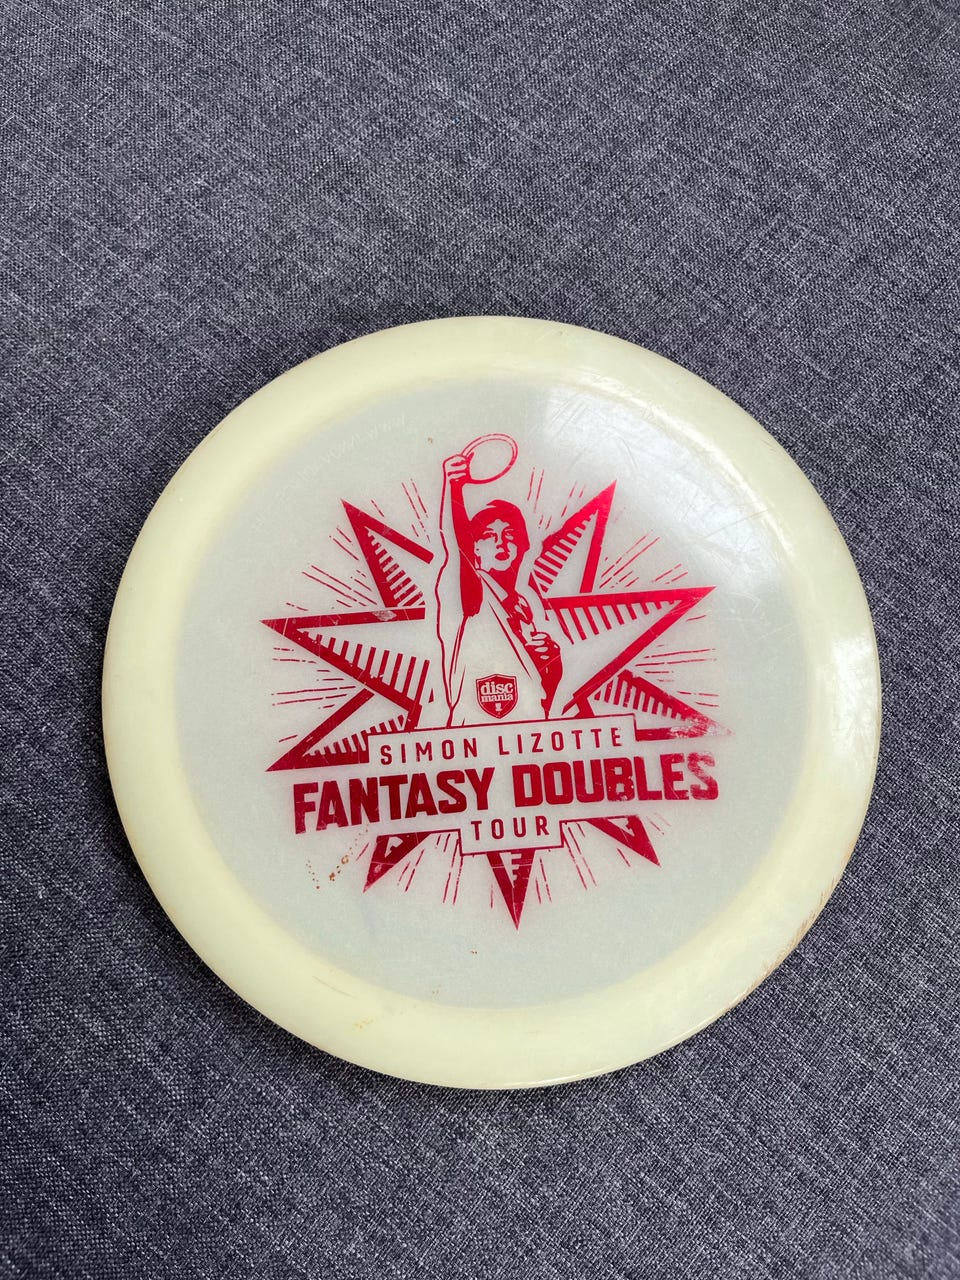 disc
mania
SIMON LIZOTTE
FANTASY DOUBLES
TOUR